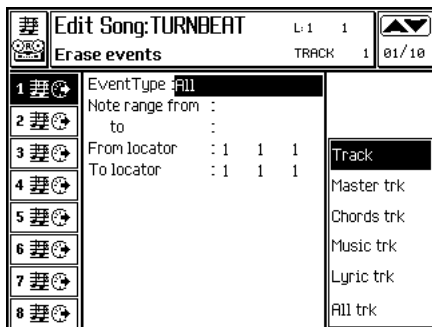 Edit Song:TURNBEAT L: 1 1
Erase events TRACK 1 01/10
1
2
3
4
5
6
7
8
EventType :All
Note range from :
to :
From locator : 1 1 1
To locator : 1 1 1
Track
Master trk
Chords trk
Music trk
Lyric trk
All trk